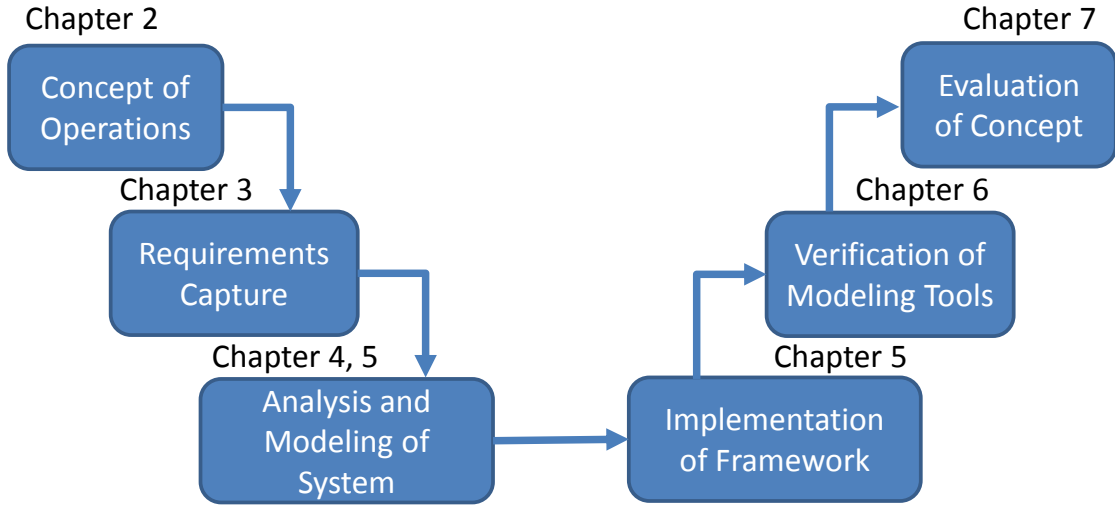 Chapter 2
Concept of
Operations
Chapter 3
Requirements
Capture
Chapter 4, 5
Analysis and
Modeling of
System
Chapter 5
Implementation
of Framework
Chapter 6
Verification of
Modeling Tools
Chapter 7
Evaluation
of Concept